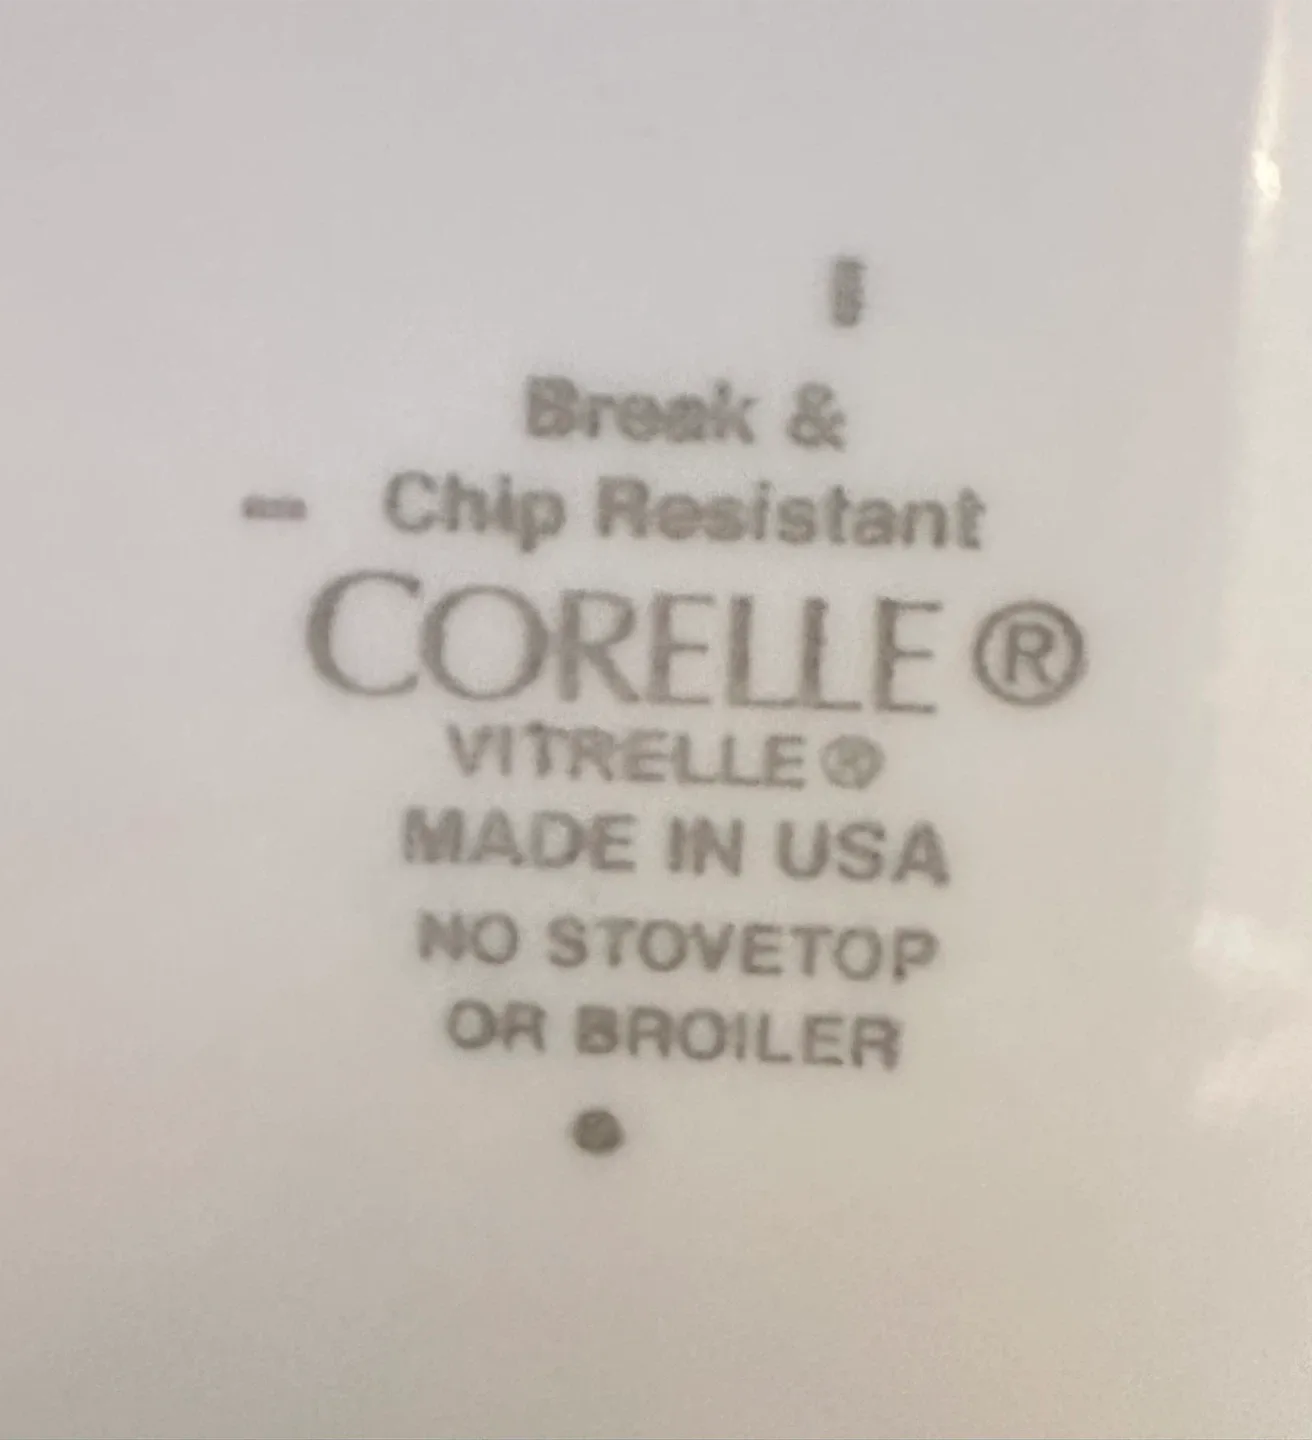 Break &
Chip Resistant
CORELLE®
VITRELLE®
MADE IN USA
NO STOVETOP
OR BROILER